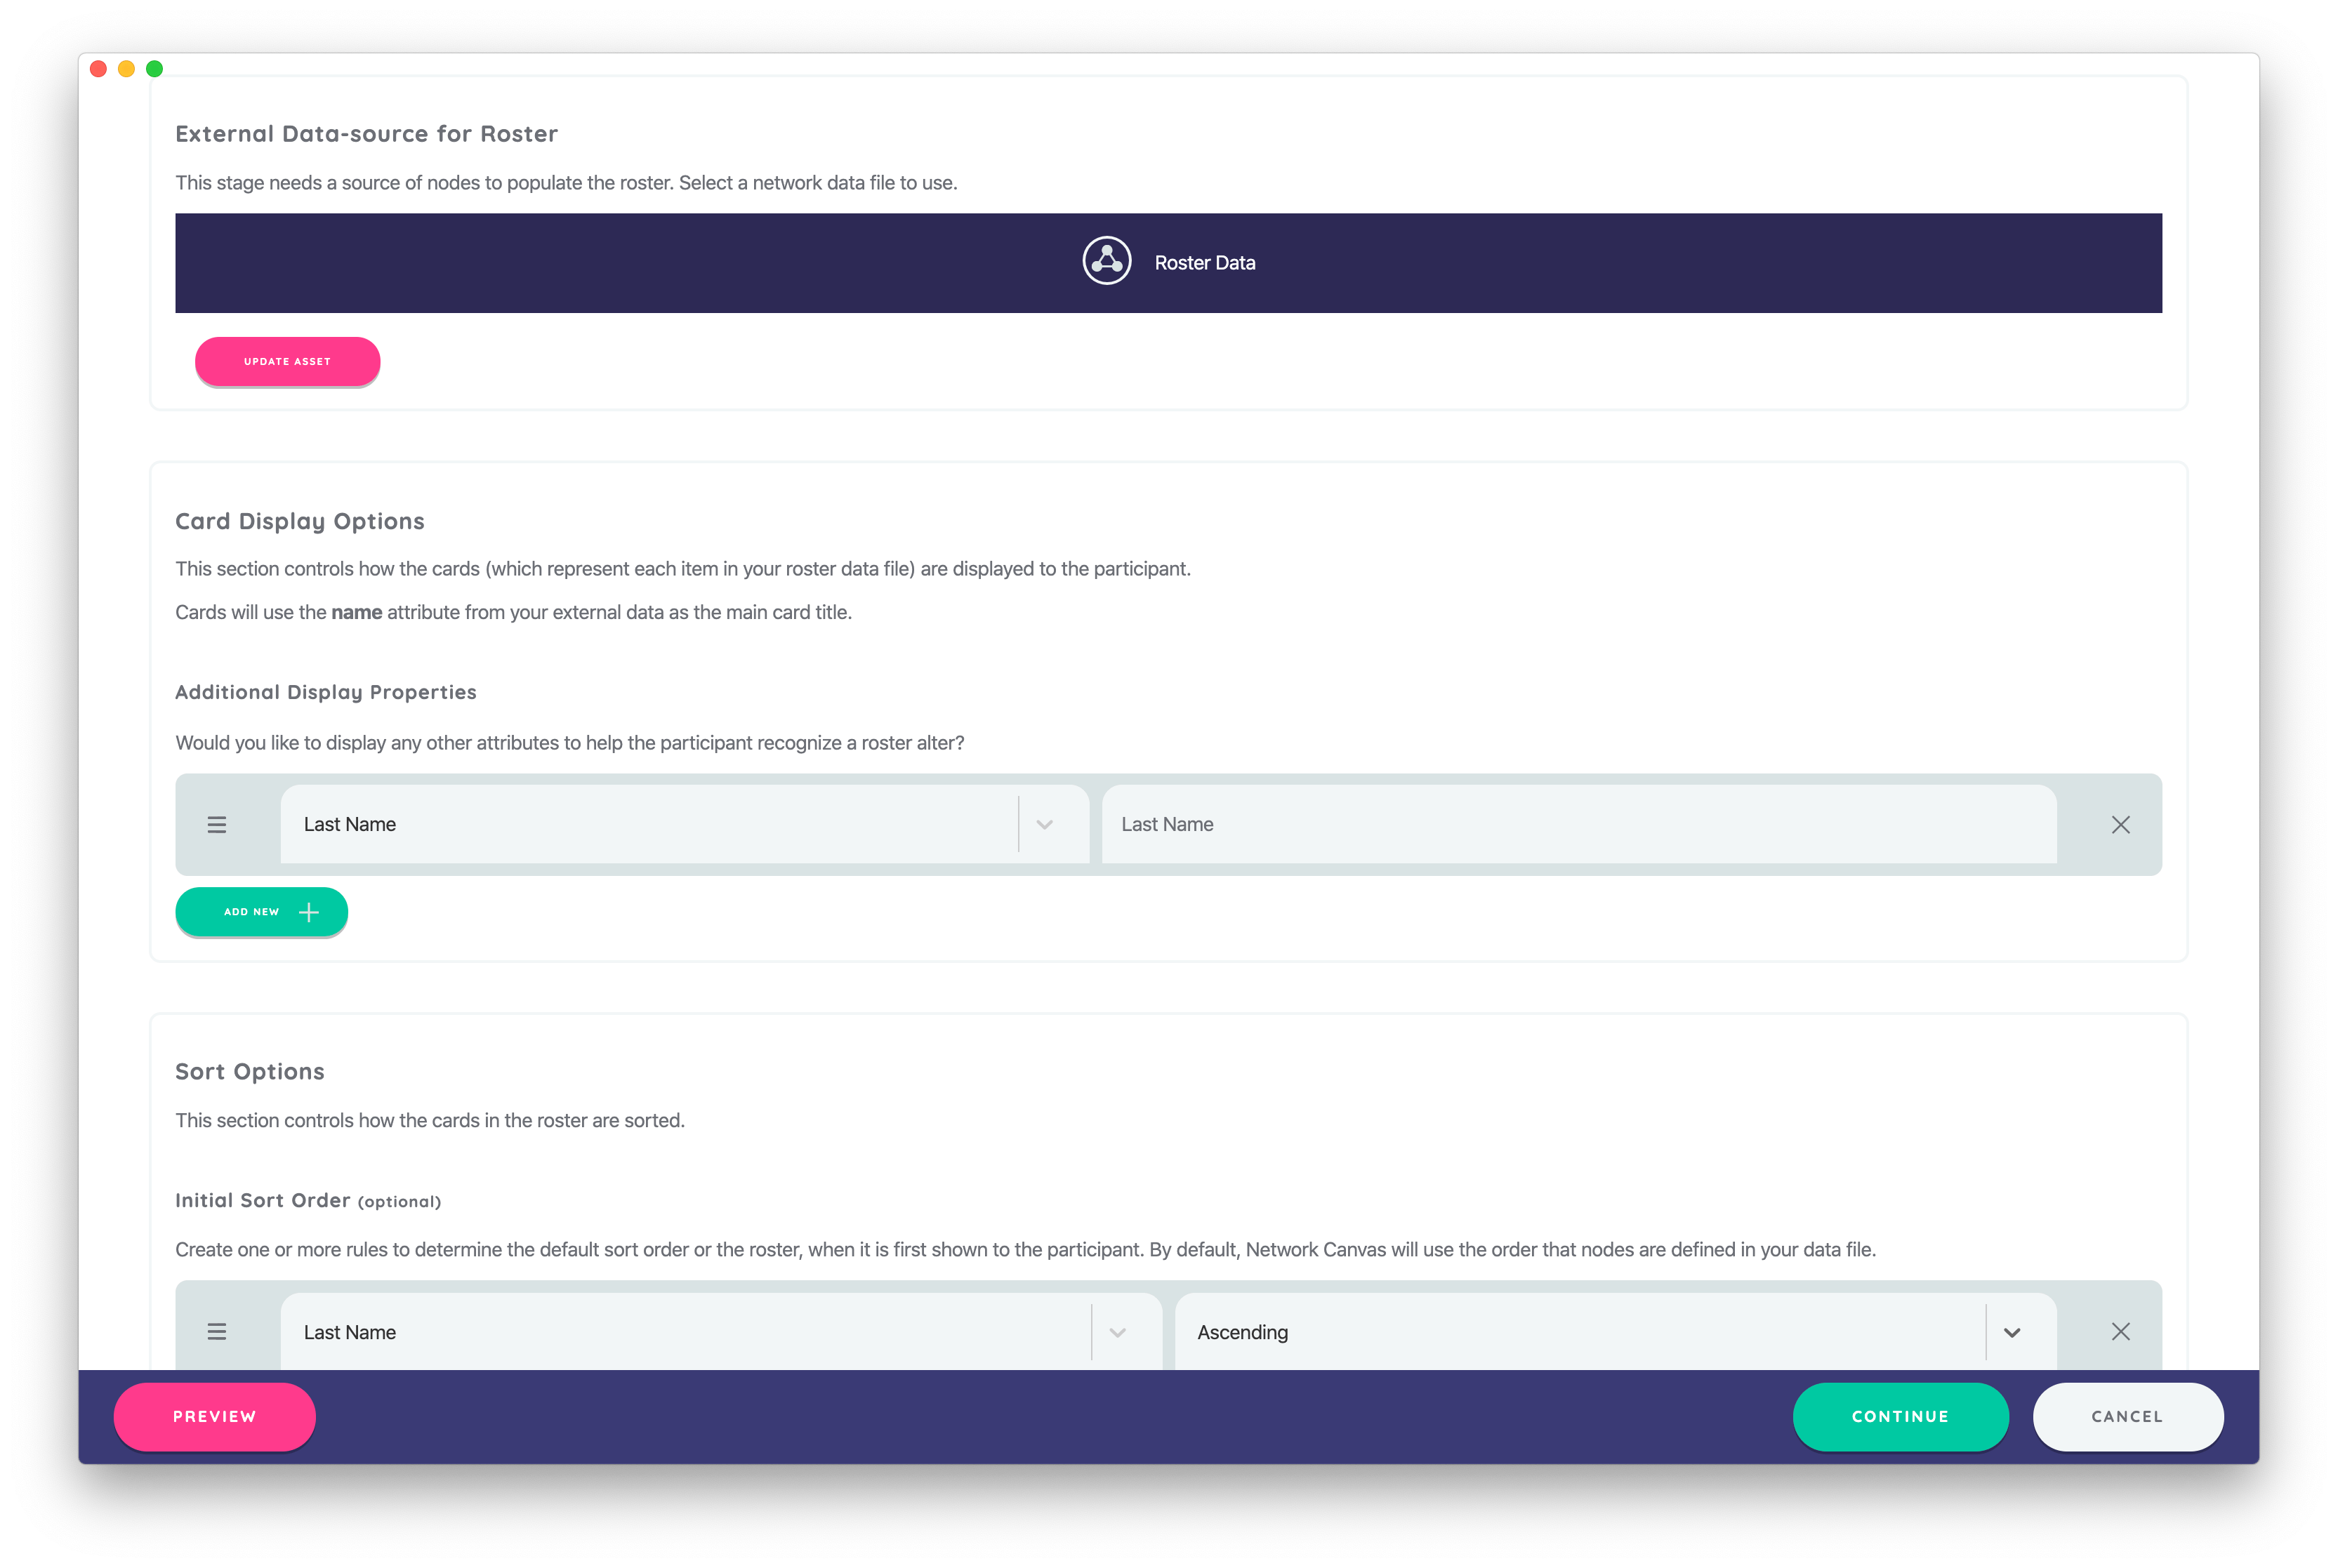 External Data-source for Roster
This stage needs a source of nodes to populate the roster. Select a network data file to use.
Roster Data
UPDATE ASSET
Card Display Options
This section controls how the cards (which represent each item in your roster data file) are displayed to the participant.
Cards will use the name attribute from your external data as the main card title.
Additional Display Properties
Would you like to display any other attributes to help the participant recognize a roster alter?
Last Name
Last Name
ADD NEW
Sort Options
This section controls how the cards in the roster are sorted.
Initial Sort Order (optional)
Create one or more rules to determine the default sort order or the roster, when it is first shown to the participant. By default, Network Canvas will use the order that nodes are defined in your data file.
Last Name
Ascending
PREVIEW
CONTINUE
CANCEL